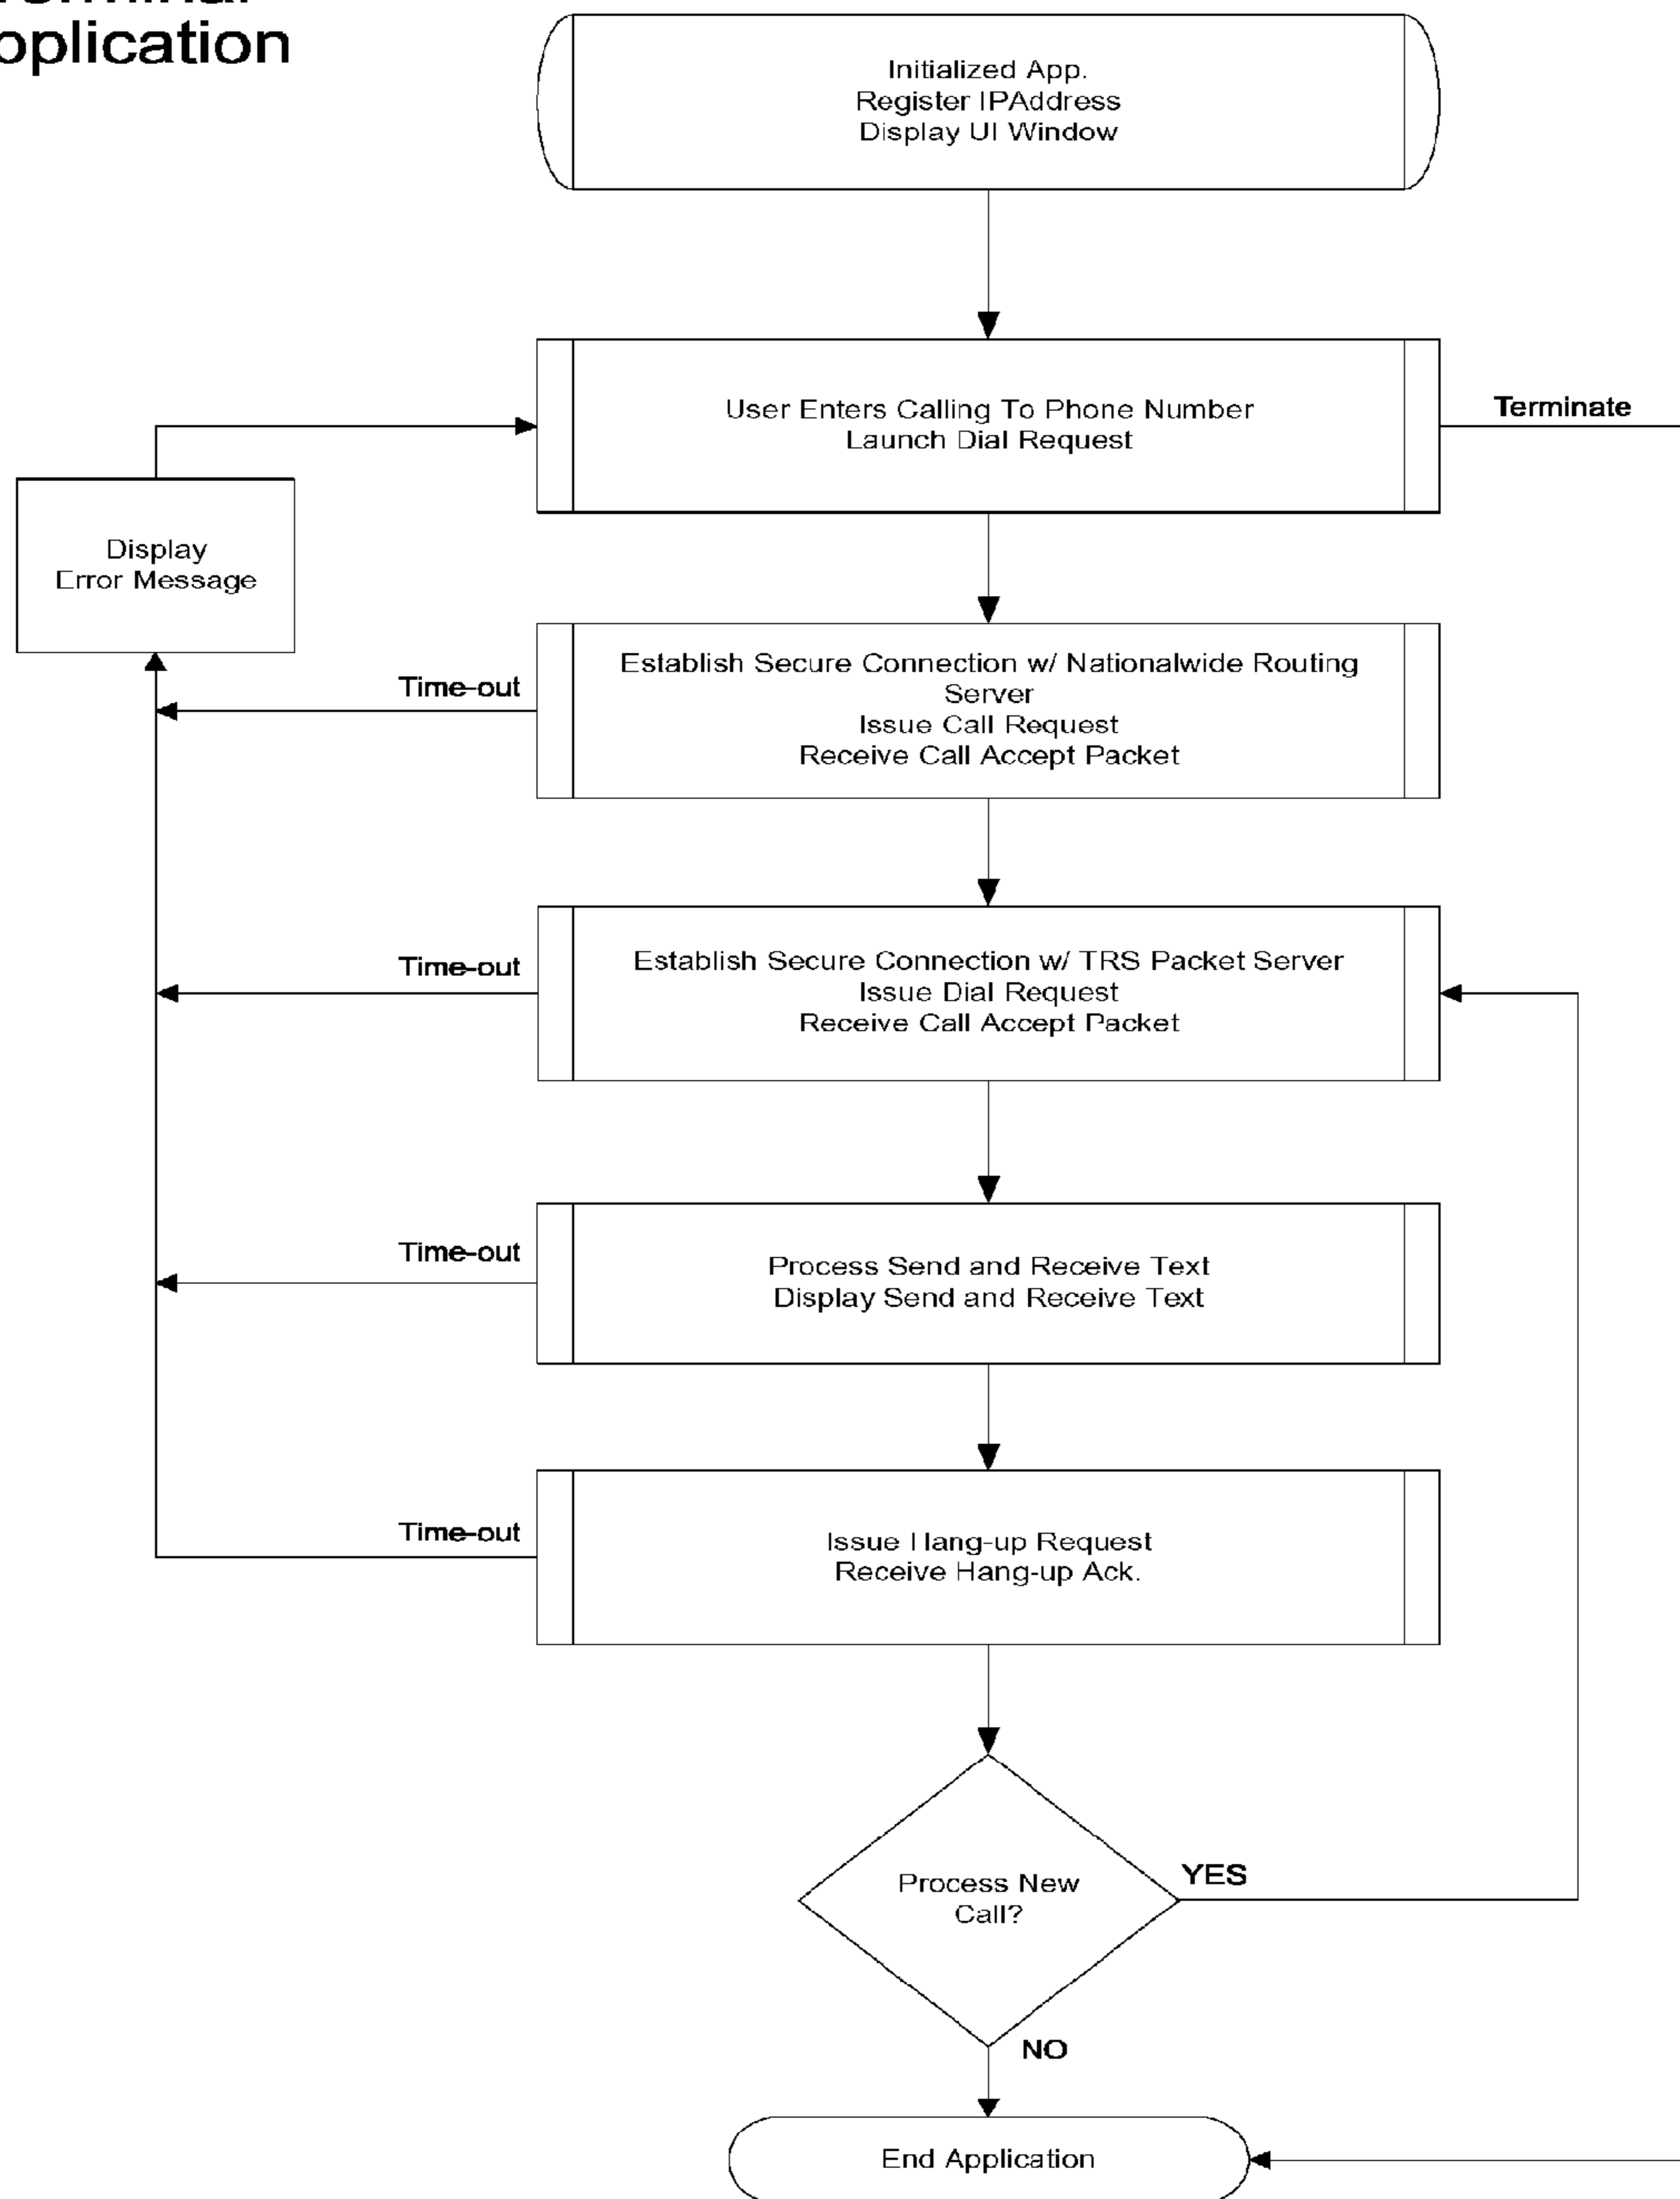 Application
Initialized App.
Register IPAddress
Display UI Window
User Enters Calling To Phone Number
Launch Dial Request
Terminate
Display
Error Message
Establish Secure Connection w/ Nationalwide Routing
Server
Issue Call Request
Receive Call Accept Packet
Time-out
Establish Secure Connection w/ TRS Packet Server
Issue Dial Request
Receive Call Accept Packet
Time-out
Process Send and Receive Text
Display Send and Receive Text
Time-out
Issue Hang-up Request
Receive Hang-up Ack.
Time-out
Process New
Call?
YES
NO
End Application